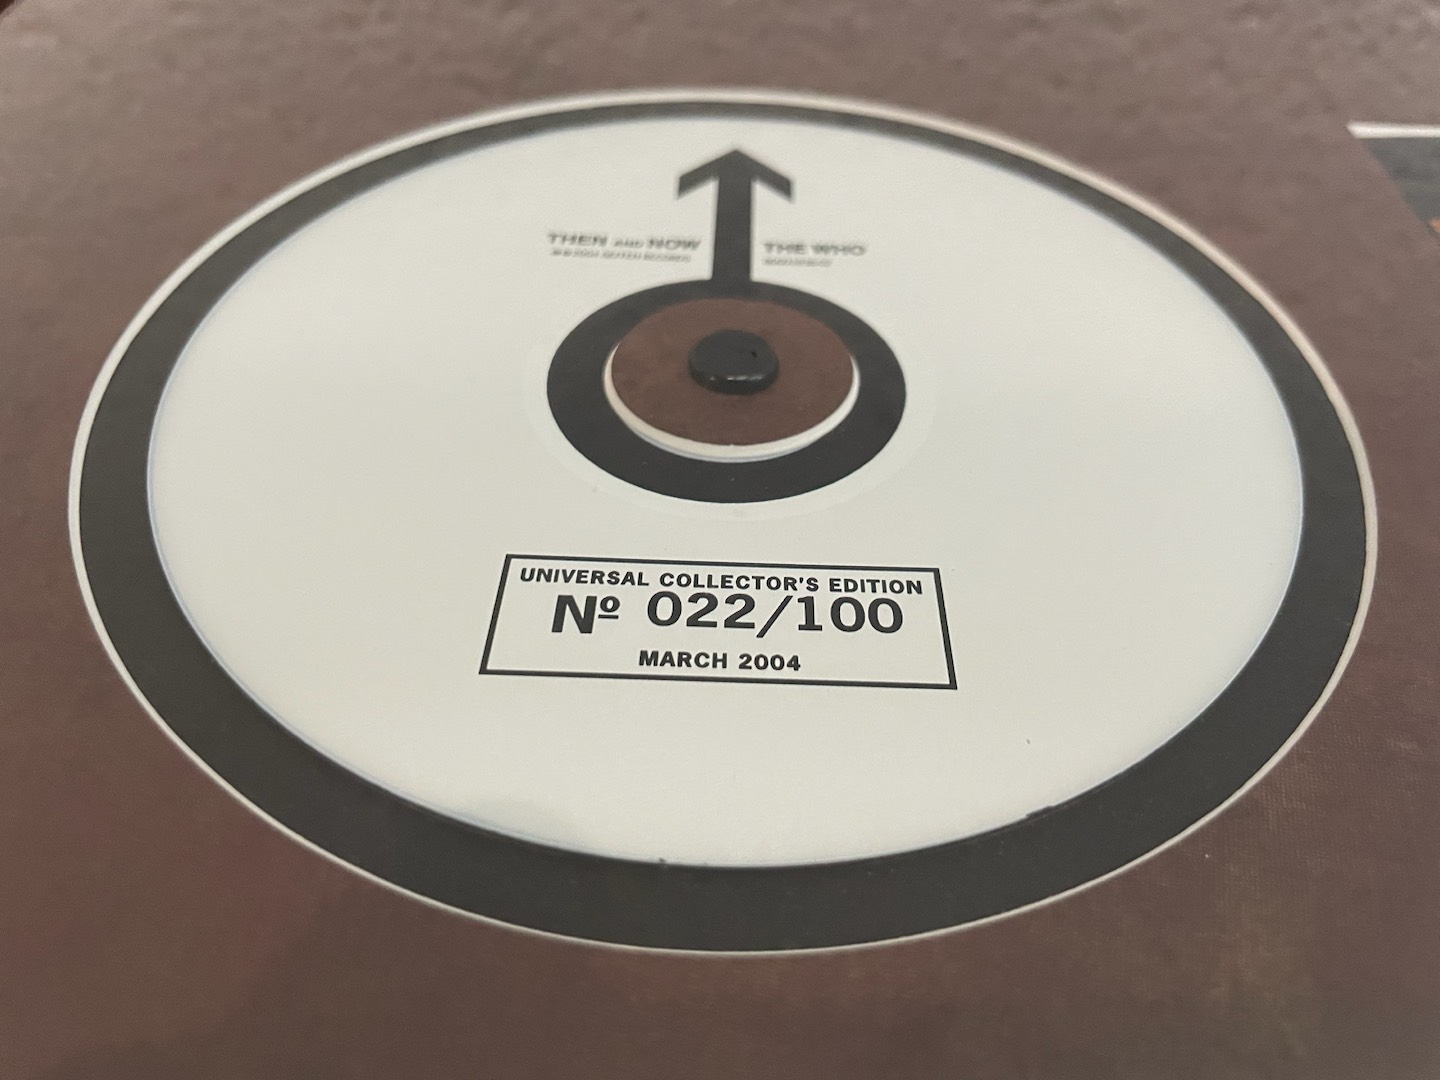 THEN AND NOW
THE WHO
UNIVERSAL COLLECTOR'S EDITION
Nº 022/100
MARCH 2004